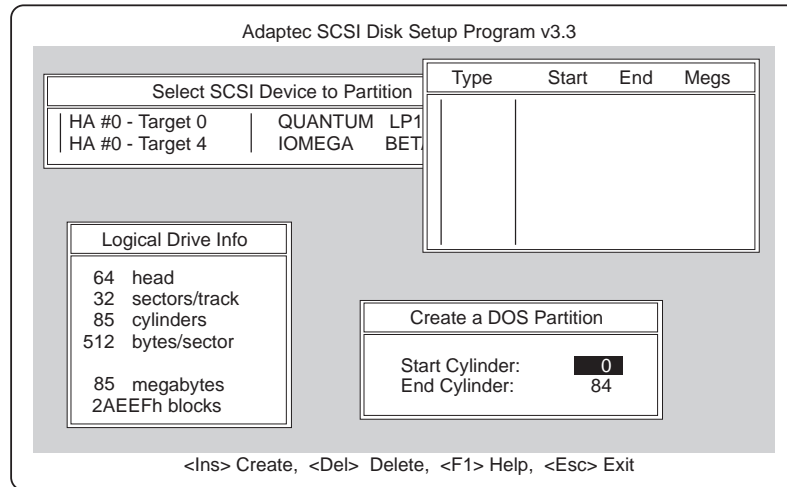 Adaptec SCSI Disk Setup Program v3.3
Select SCSI Device to Partition
HA #0 - Target 0 QUANTUM LP1
HA #0 - Target 4 IOMEGA BET
Type Start End Megs
Logical Drive Info
64 head
32 sectors/track
85 cylinders
512 bytes/sector
85 megabytes
2AEEFh blocks
Create a DOS Partition
Start Cylinder: 0
End Cylinder: 84
<Ins> Create, <Del> Delete, <F1> Help, <Esc> Exit